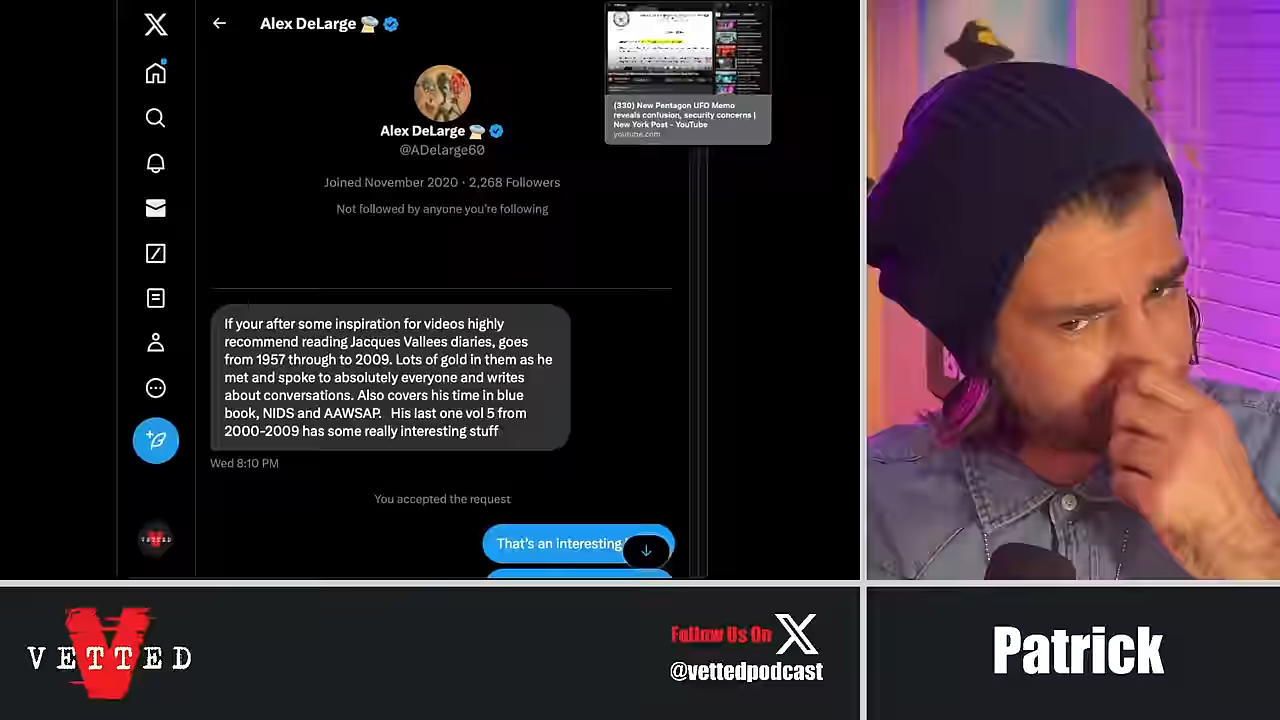 Alex DeLarge
Alex DeLarge
@ADelarge60
Joined November 2020 · 2,268 Followers
Not followed by anyone you're following
If your after some inspiration for videos highly
recommend reading Jacques Vallees diaries, goes
from 1957 through to 2009. Lots of gold in them as he
met and spoke to absolutely everyone and writes
about conversations. Also covers his time in blue
book, NIDS and AAWSAP. His last one vol 5 from
2000-2009 has some really interesting stuff
Wed 8:10 PM
You accepted the request
That's an interesting
(330) New Pentagon UFO Memo
reveals confusion, security concerns |
New York Post - YouTube
youtube.com
VETTED
VETTED
Follow Us On X
@vettedpodcast
Patrick